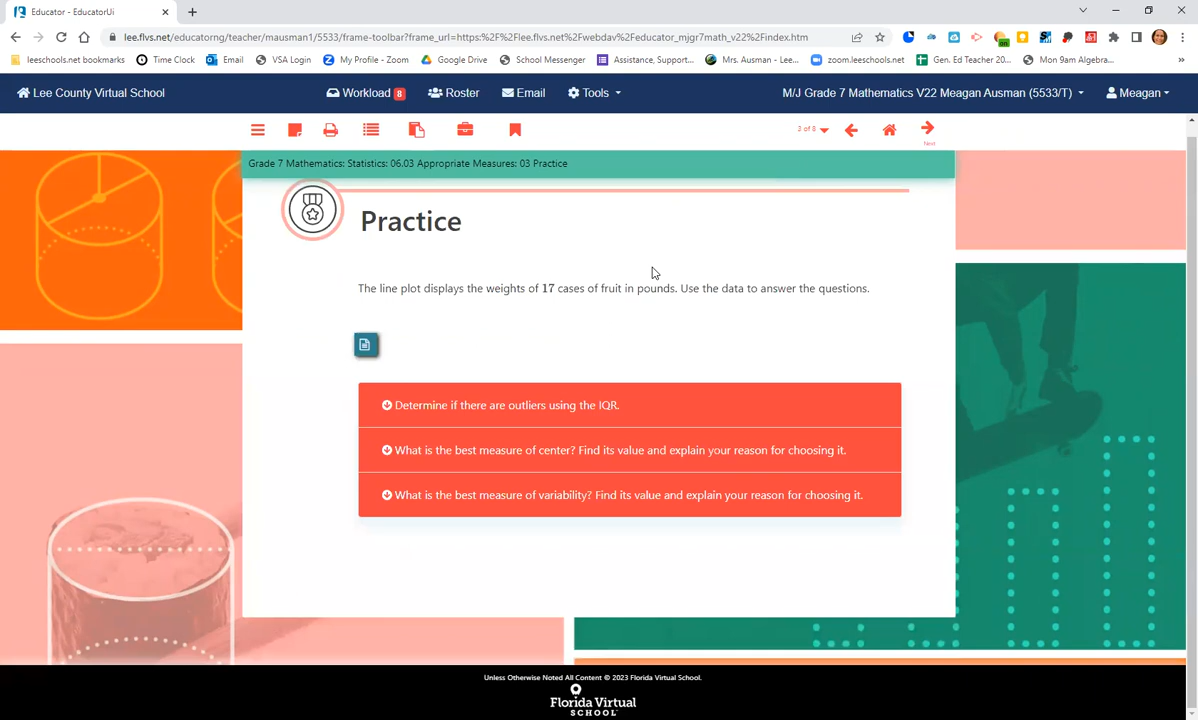 Educator - EducatorUi
lee.flvs.net/educatorng/teacher/mausman1/5533/frame-toolbar?frame_url=https:%2F%2Flee.flvs.net%2Fwebdav%2Feducator_mjgr7math_v22%2Findex.htm
on
leeschools.net bookmarks Time Clock Email VSA Login My Profile - Zoom Google Drive School Messenger Assistance, Support... Mrs. Ausman - Lee... zoom.leeschools.net Gen. Ed Teacher 20... Mon 9am Algebra... »
Lee County Virtual School Workload 8 Roster Email Tools M/J Grade 7 Mathematics V22 Meagan Ausman (5533/T) Meagan
3 of 8
Next
Grade 7 Mathematics: Statistics: 06.03 Appropriate Measures: 03 Practice
Practice
The line plot displays the weights of 17 cases of fruit in pounds. Use the data to answer the questions.
Determine if there are outliers using the IQR.
What is the best measure of center? Find its value and explain your reason for choosing it.
What is the best measure of variability? Find its value and explain your reason for choosing it.
Unless Otherwise Noted All Content © 2023 Florida Virtual School.
Florida Virtual
SCHOOL